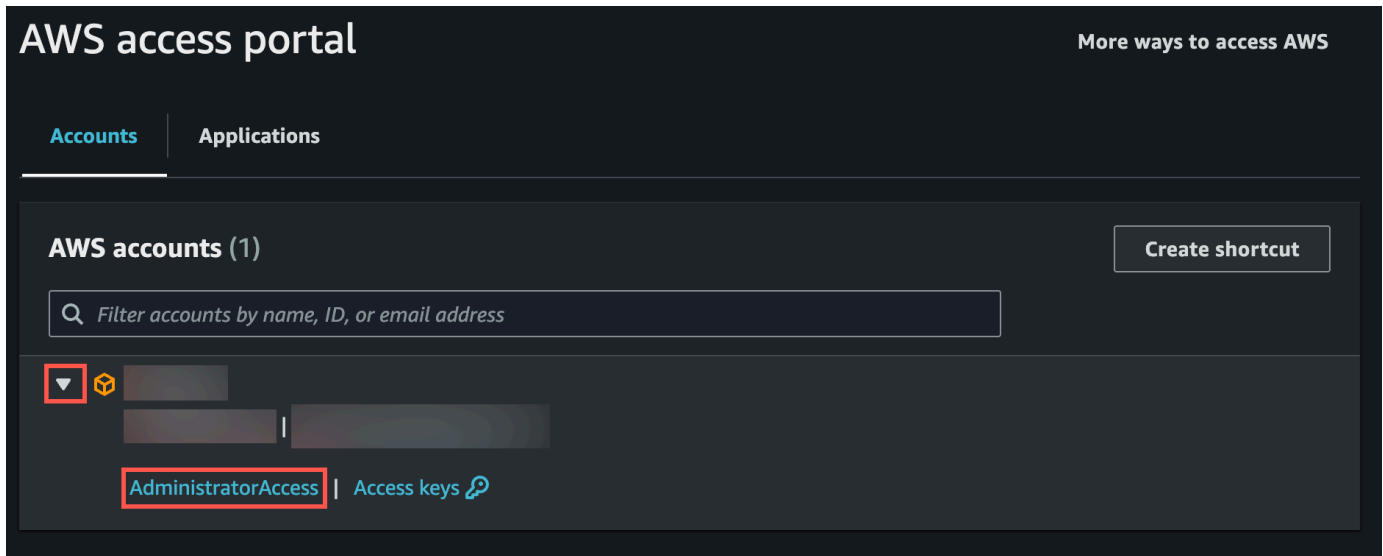 AWS access portal
More ways to access AWS
Accounts
Applications
AWS accounts (1)
Create shortcut
Filter accounts by name, ID, or email address
|
AdministratorAccess | Access keys